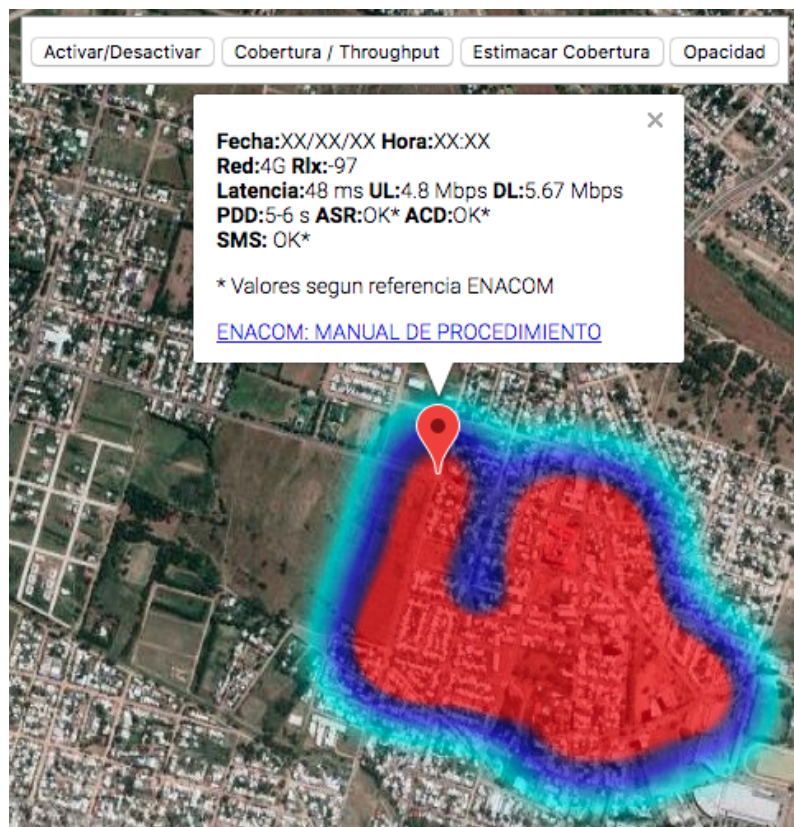 Activar/Desactivar Cobertura / Throughput Estimacar Cobertura Opacidad
Fecha:XX/XX/XX Hora:XX:XX
Red:4G Rlx:-97
Latencia:48 ms UL:4.8 Mbps DL:5.67 Mbps
PDD:5-6 s ASR:OK* ACD:OK*
SMS: OK*
* Valores segun referencia ENACOM
ENACOM: MANUAL DE PROCEDIMIENTO